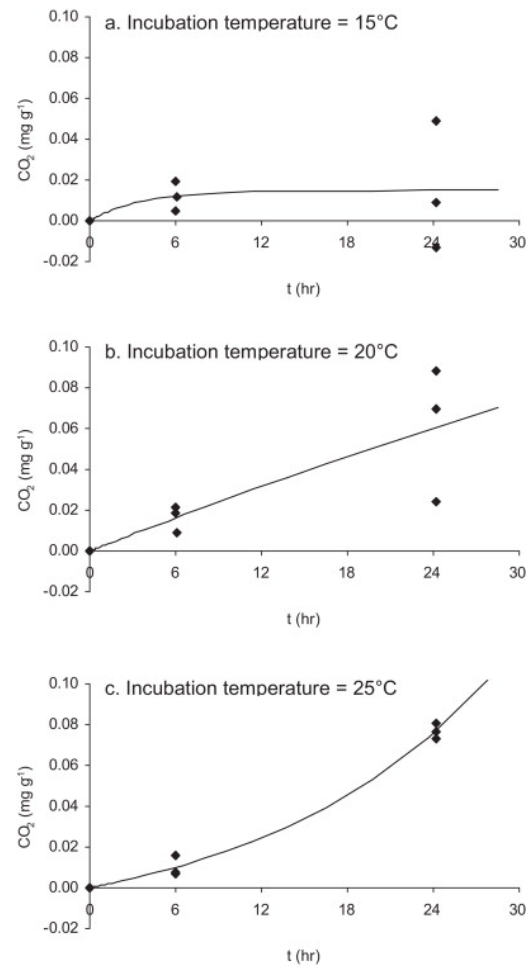 a. Incubation temperature = 15°C
0.10
0.08
0.06
0.04
0.02
0.00
-0.02
CO₂ (mg g⁻¹)
0 6 12 18 24 30
t (hr)
b. Incubation temperature = 20°C
0.10
0.08
0.06
0.04
0.02
0.00
-0.02
CO₂ (mg g⁻¹)
0 6 12 18 24 30
t (hr)
c. Incubation temperature = 25°C
0.10
0.08
0.06
0.04
0.02
0.00
-0.02
CO₂ (mg g⁻¹)
0 6 12 18 24 30
t (hr)